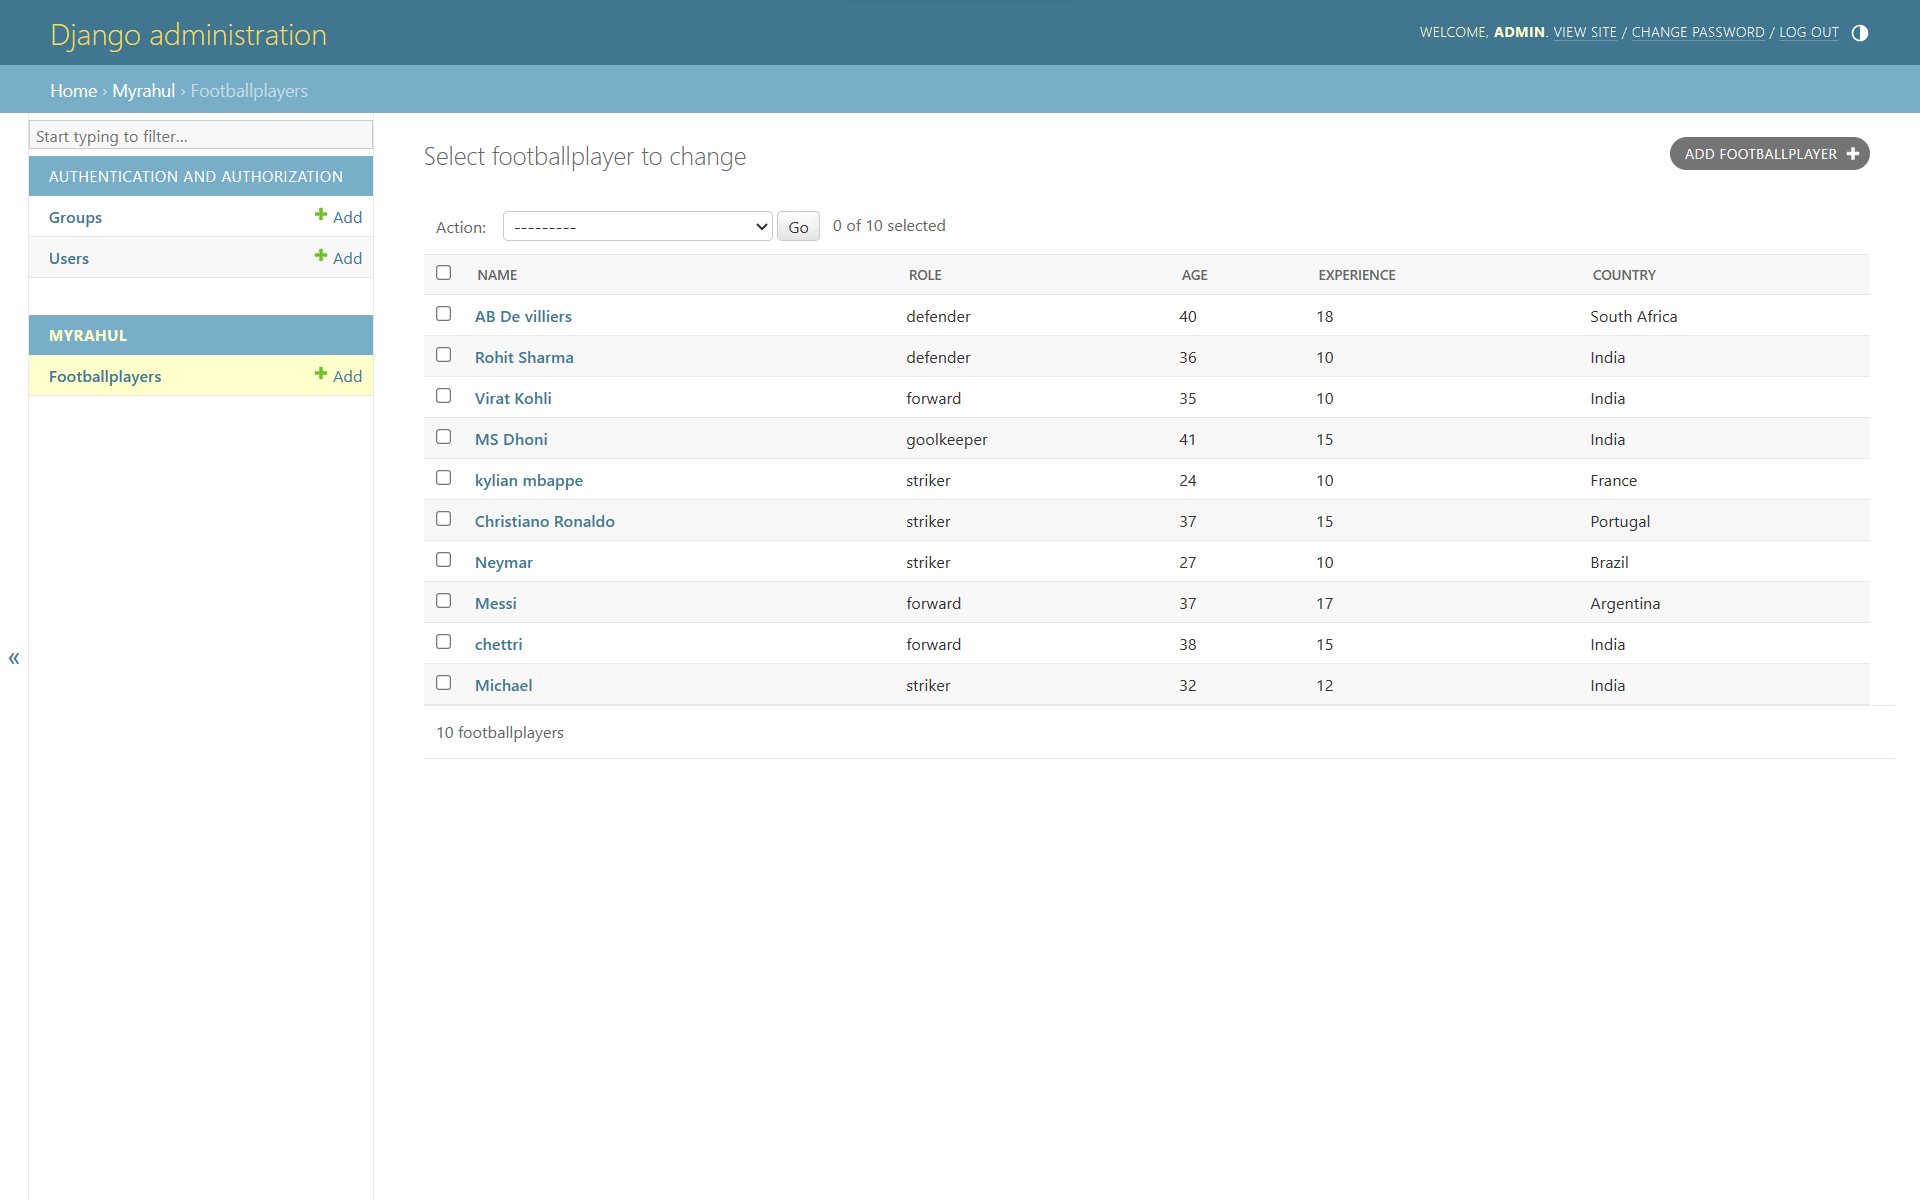 Django administration
WELCOME, ADMIN. VIEW SITE / CHANGE PASSWORD / LOG OUT
Home › Myrahul › Footballplayers
Start typing to filter...
AUTHENTICATION AND AUTHORIZATION
Groups Add
Users Add
MYRAHUL
Footballplayers Add
«
Select footballplayer to change
ADD FOOTBALLPLAYER
Action: --------- Go 0 of 10 selected
NAME ROLE AGE EXPERIENCE COUNTRY
AB De villiers defender 40 18 South Africa
Rohit Sharma defender 36 10 India
Virat Kohli forward 35 10 India
MS Dhoni goolkeeper 41 15 India
kylian mbappe striker 24 10 France
Christiano Ronaldo striker 37 15 Portugal
Neymar striker 27 10 Brazil
Messi forward 37 17 Argentina
chettri forward 38 15 India
Michael striker 32 12 India
10 footballplayers